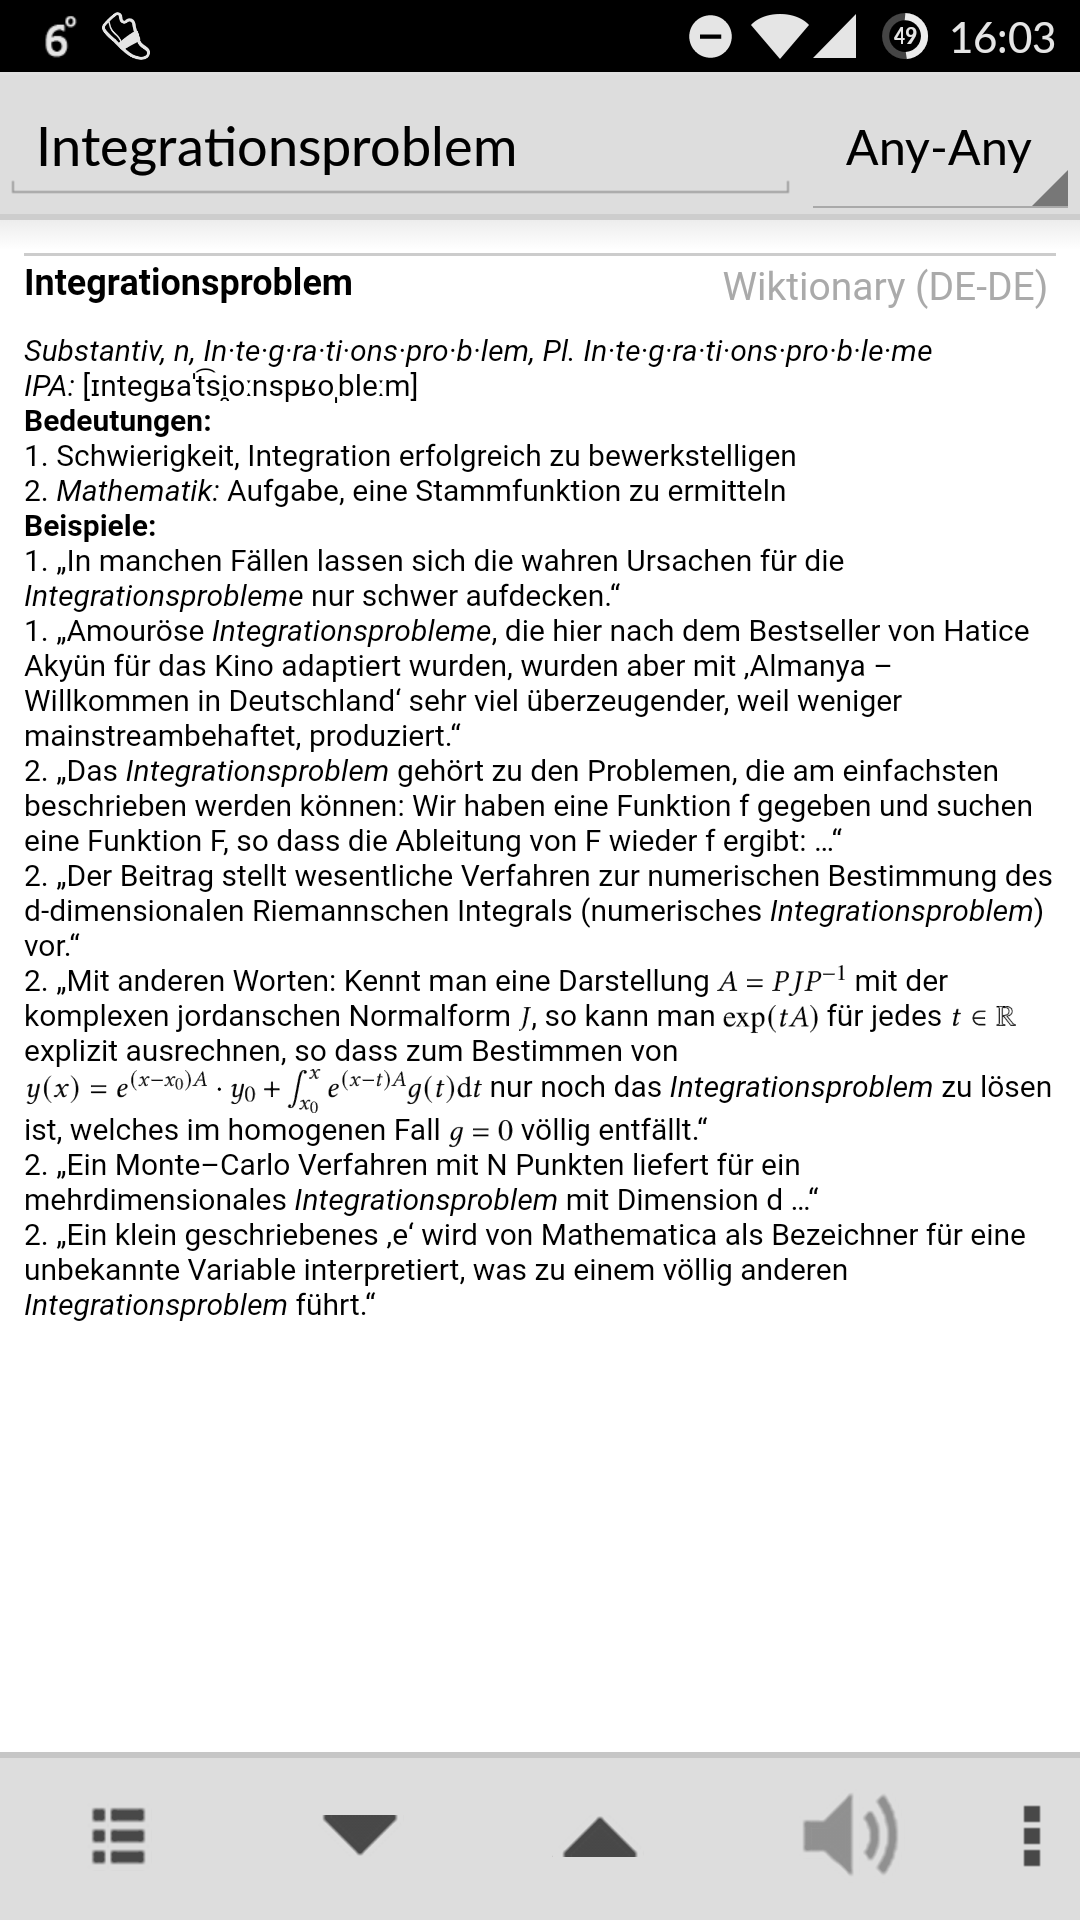 6°
49
16:03
Integrationsproblem
Any-Any
Integrationsproblem
Wiktionary (DE-DE)
Substantiv, n, In·te·g·ra·ti·ons·pro·b·lem, Pl. In·te·g·ra·ti·ons·pro·b·le·me
IPA: [ɪnteɡʁaˈt͡si̯oːnspʁoˌbleːm]
Bedeutungen:
1. Schwierigkeit, Integration erfolgreich zu bewerkstelligen
2. Mathematik: Aufgabe, eine Stammfunktion zu ermitteln
Beispiele:
1. „In manchen Fällen lassen sich die wahren Ursachen für die
Integrationsprobleme nur schwer aufdecken.“
1. „Amouröse Integrationsprobleme, die hier nach dem Bestseller von Hatice
Akyün für das Kino adaptiert wurden, wurden aber mit ‚Almanya –
Willkommen in Deutschland‘ sehr viel überzeugender, weil weniger
mainstreambehaftet, produziert.“
2. „Das Integrationsproblem gehört zu den Problemen, die am einfachsten
beschrieben werden können: Wir haben eine Funktion f gegeben und suchen
eine Funktion F, so dass die Ableitung von F wieder f ergibt: …“
2. „Der Beitrag stellt wesentliche Verfahren zur numerischen Bestimmung des
d-dimensionalen Riemannschen Integrals (numerisches Integrationsproblem)
vor.“
2. „Mit anderen Worten: Kennt man eine Darstellung A = PJP⁻¹ mit der
komplexen jordanschen Normalform J, so kann man exp(tA) für jedes t ∈ ℝ
explizit ausrechnen, so dass zum Bestimmen von
y(x) = e^{(x−x₀)A} · y₀ + ∫_{x₀}^{x} e^{(x−t)A}g(t)dt nur noch das Integrationsproblem zu lösen
ist, welches im homogenen Fall g = 0 völlig entfällt.“
2. „Ein Monte–Carlo Verfahren mit N Punkten liefert für ein
mehrdimensionales Integrationsproblem mit Dimension d …“
2. „Ein klein geschriebenes ‚e‘ wird von Mathematica als Bezeichner für eine
unbekannte Variable interpretiert, was zu einem völlig anderen
Integrationsproblem führt.“